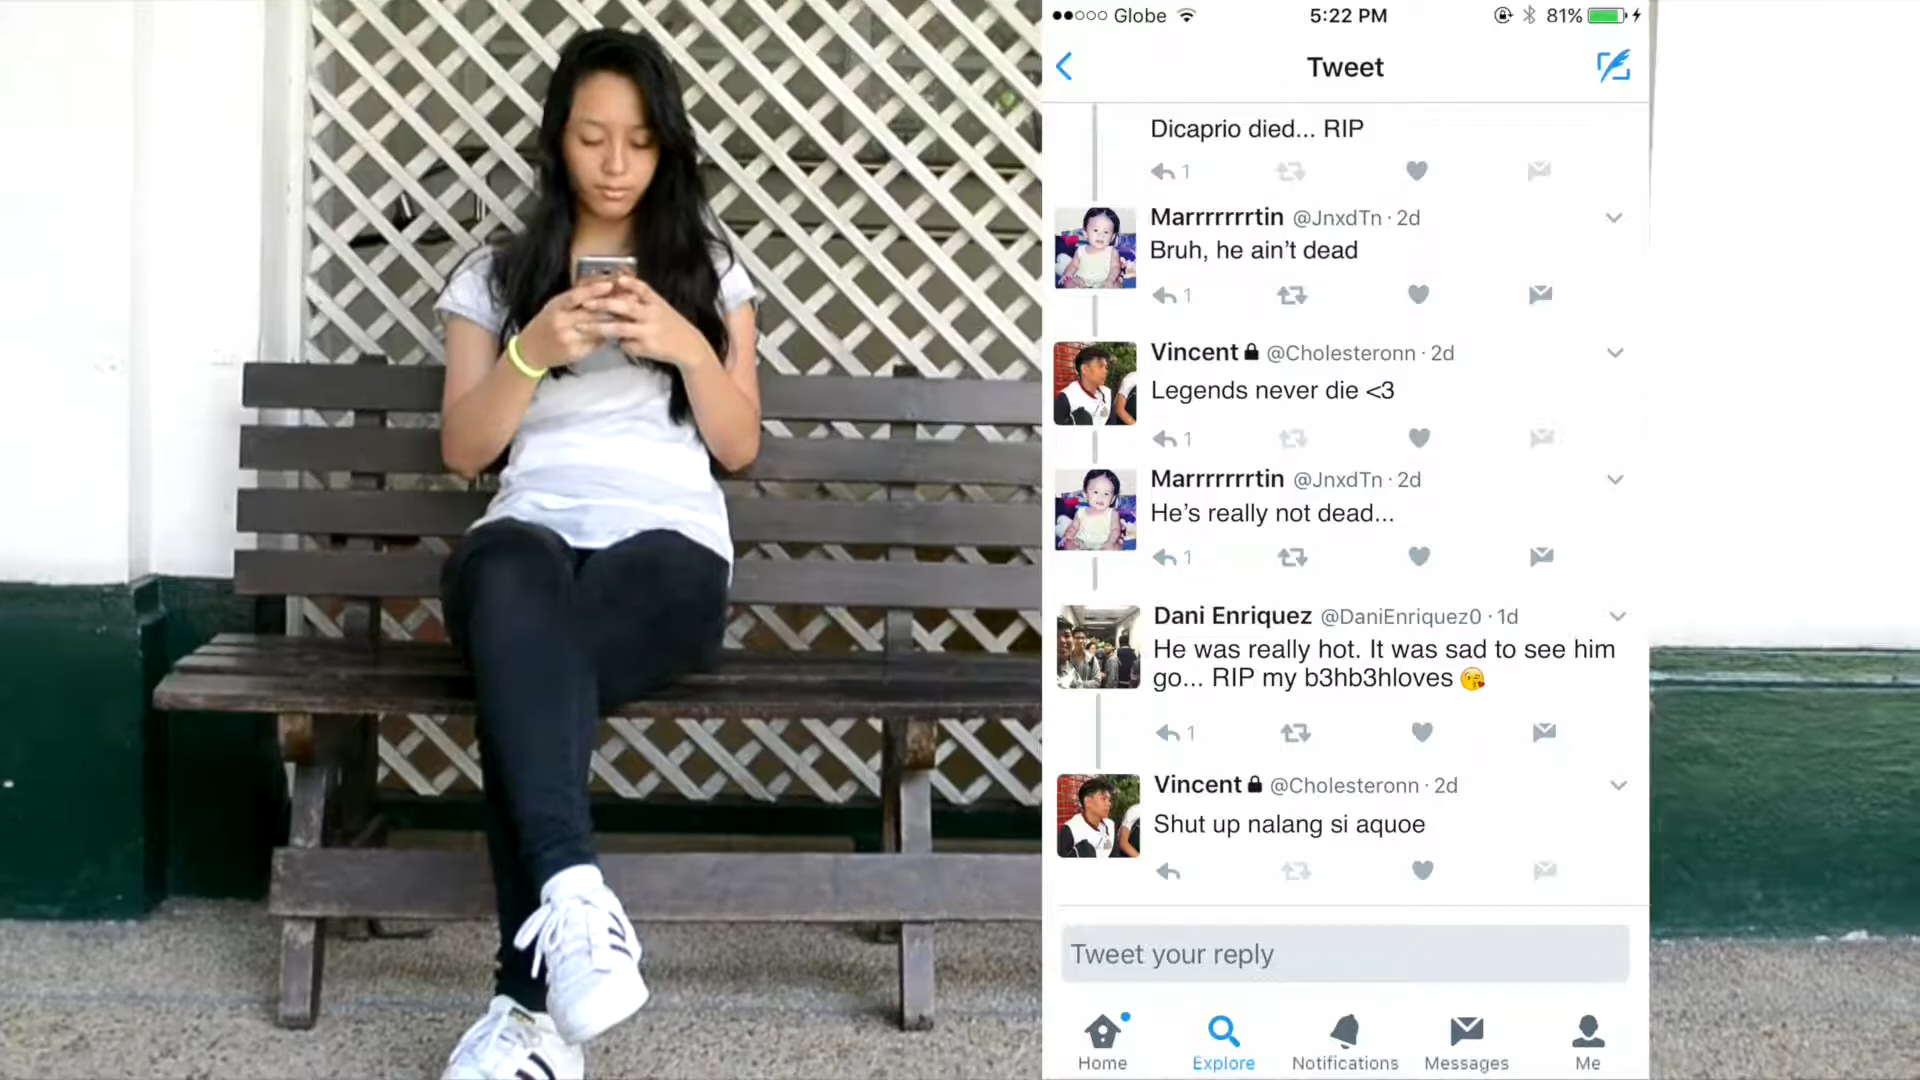 Globe
5:22 PM
81%
Tweet
Dicaprio died... RIP
1
Marrrrrrrtin @JnxdTn · 2d
Bruh, he ain’t dead
1
Vincent @Cholesteronn · 2d
Legends never die <3
1
Marrrrrrrtin @JnxdTn · 2d
He’s really not dead...
1
Dani Enriquez @DaniEnriquez0 · 1d
He was really hot. It was sad to see him
go... RIP my b3hb3hloves 😘
1
Vincent @Cholesteronn · 2d
Shut up nalang si aquoe
Tweet your reply
Home
Explore
Notifications
Messages
Me